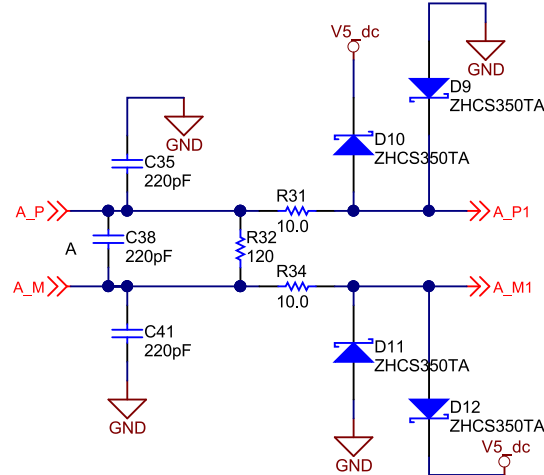 V5_dc
GND
D9
ZHCS350TA
GND
D10
ZHCS350TA
C35
220pF
R31
10.0
A_P
A_P1
A
C38
220pF
R32
120
A_M
R34
10.0
A_M1
C41
220pF
D11
ZHCS350TA
D12
ZHCS350TA
GND
GND
V5_dc